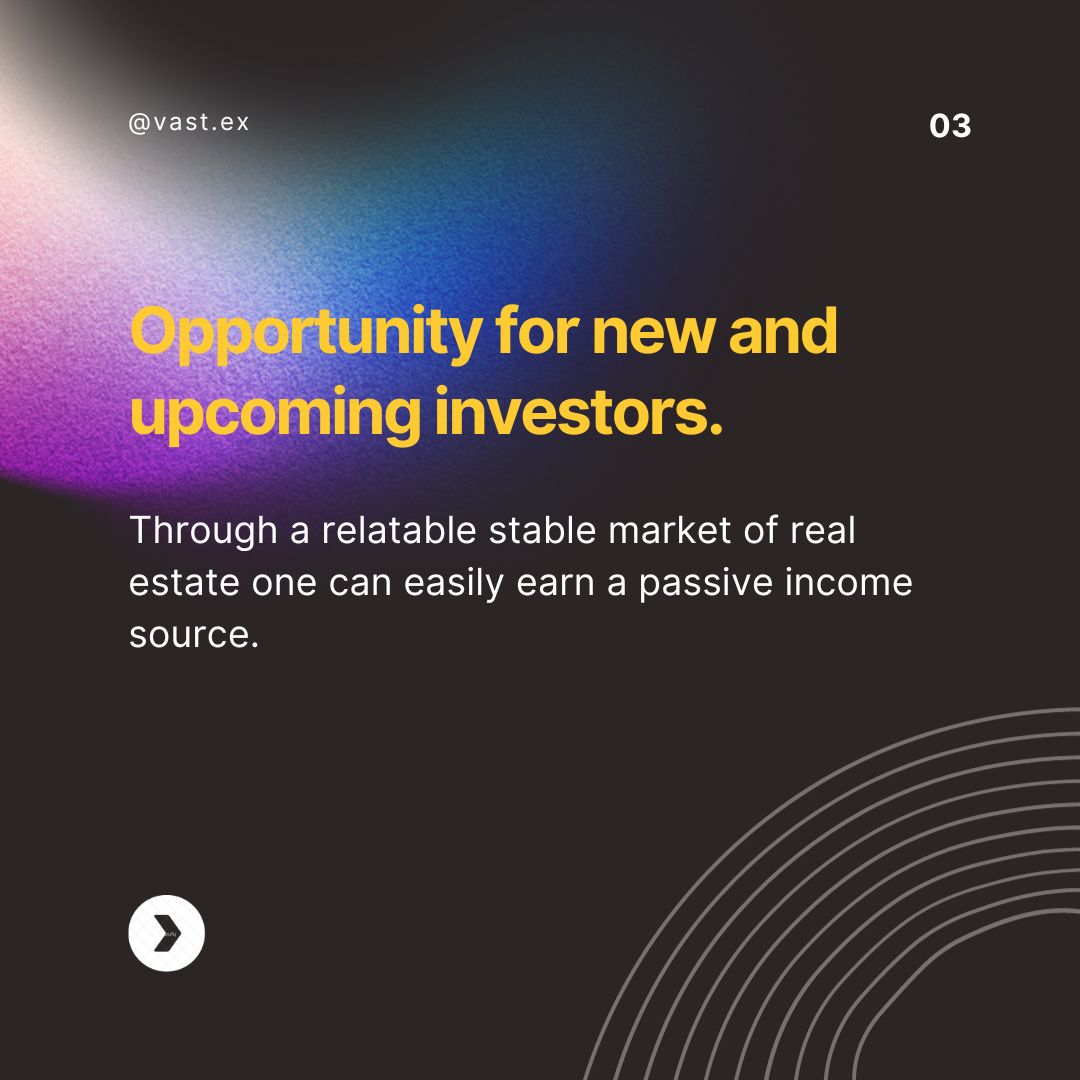 @vast.ex
03
Opportunity for new and
upcoming investors.
Through a relatable stable market of real
estate one can easily earn a passive income
source.